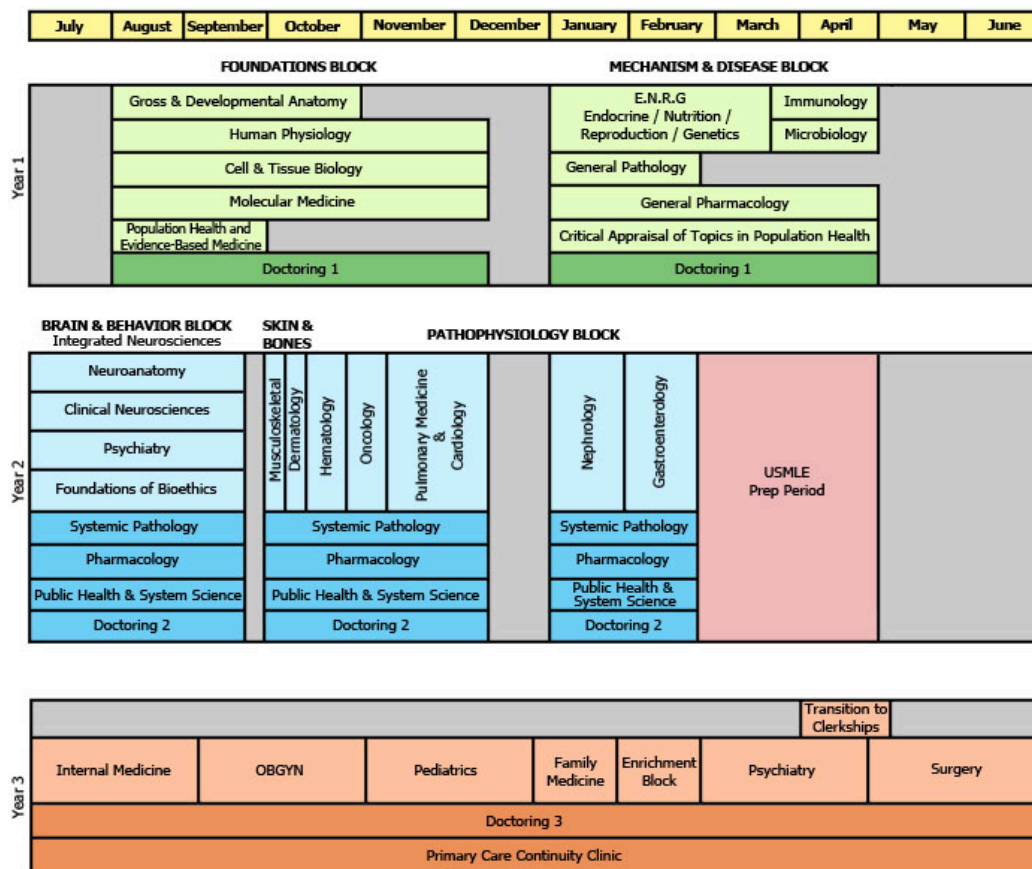 July August September October November December January February March April May June
FOUNDATIONS BLOCK
MECHANISM & DISEASE BLOCK
Year 1
Gross & Developmental Anatomy
Human Physiology
Cell & Tissue Biology
Molecular Medicine
Population Health and
Evidence-Based Medicine
Doctoring 1
E.N.R.G
Endocrine / Nutrition /
Reproduction / Genetics
Immunology
Microbiology
General Pathology
General Pharmacology
Critical Appraisal of Topics in Population Health
Doctoring 1
BRAIN & BEHAVIOR BLOCK
Integrated Neurosciences
SKIN &
BONES
PATHOPHYSIOLOGY BLOCK
Year 2
Neuroanatomy
Clinical Neurosciences
Psychiatry
Foundations of Bioethics
Systemic Pathology
Pharmacology
Public Health & System Science
Doctoring 2
Musculoskeletal
Dermatology
Hematology
Oncology
Pulmonary Medicine
&
Cardiology
Systemic Pathology
Pharmacology
Public Health & System Science
Doctoring 2
Nephrology
Gastroenterology
Systemic Pathology
Pharmacology
Public Health &
System Science
Doctoring 2
USMLE
Prep Period
Year 3
Transition to
Clerkships
Internal Medicine
OBGYN
Pediatrics
Family
Medicine
Enrichment
Block
Psychiatry
Surgery
Doctoring 3
Primary Care Continuity Clinic